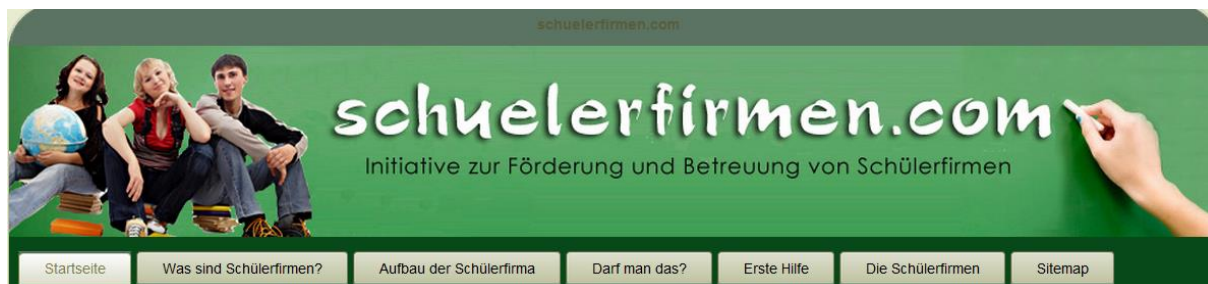 schuelerfirmen.com
schuelerfirmen.com
Initiative zur Förderung und Betreuung von Schülerfirmen
Startseite Was sind Schülerfirmen? Aufbau der Schülerfirma Darf man das? Erste Hilfe Die Schülerfirmen Sitemap